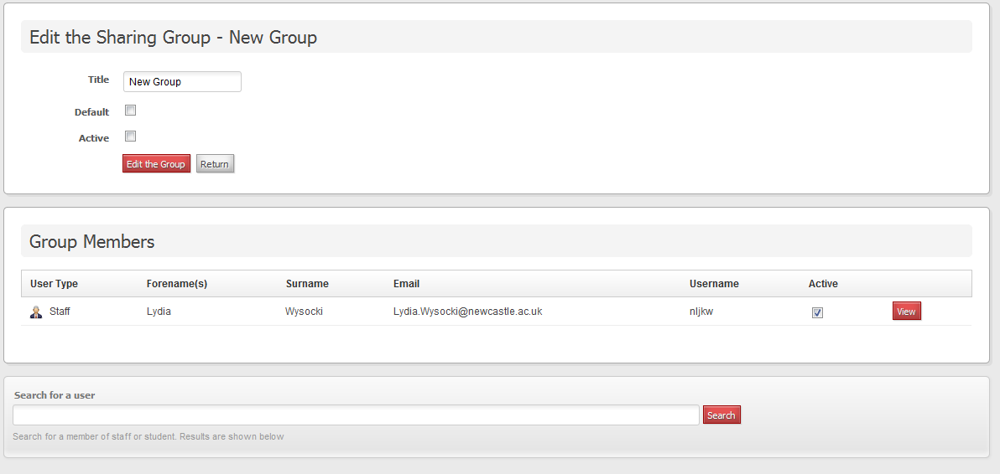 Edit the Sharing Group - New Group
Title New Group
Default
Active
Edit the Group Return
Group Members
User Type Forename(s) Surname Email Username Active
Staff Lydia Wysocki Lydia.Wysocki@newcastle.ac.uk nljkw View
Search for a user
Search
Search for a member of staff or student. Results are shown below